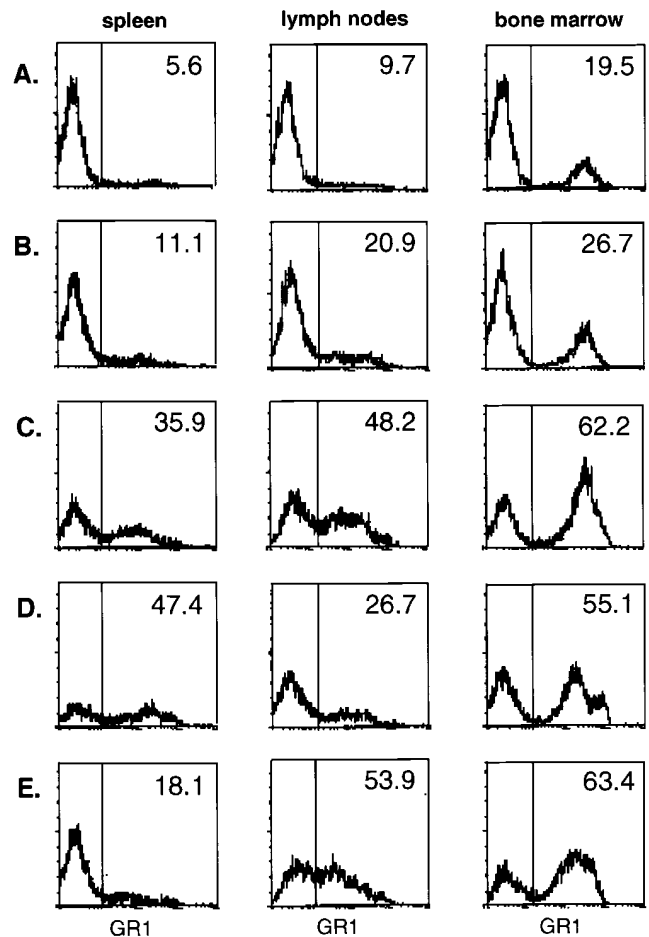 spleen lymph nodes bone marrow
A. 5.6 9.7 19.5
B. 11.1 20.9 26.7
C. 35.9 48.2 62.2
D. 47.4 26.7 55.1
E. 18.1 53.9 63.4
GR1 GR1 GR1